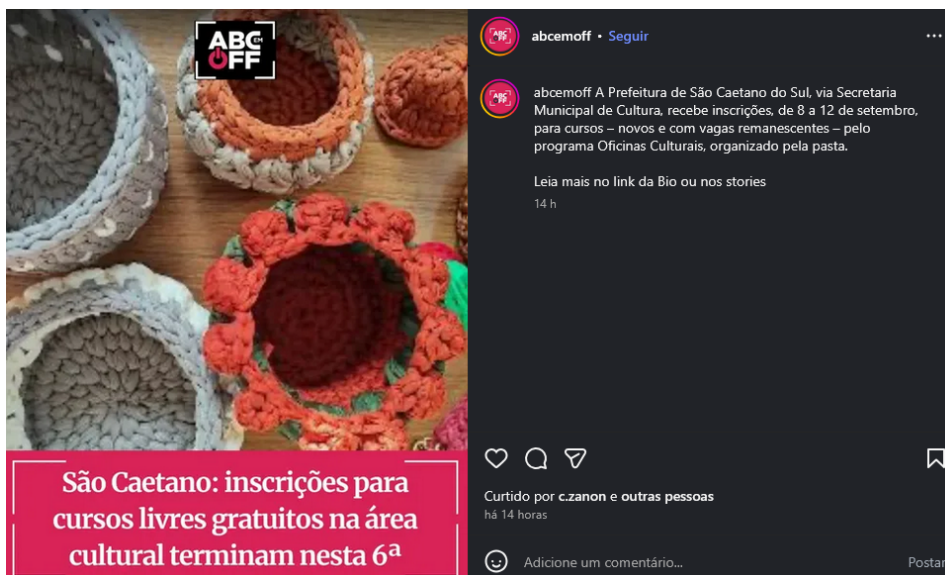 ABC EM
OFF
São Caetano: inscrições para
cursos livres gratuitos na área
cultural terminam nesta 6ª
abcemoff • Seguir
abcemoff A Prefeitura de São Caetano do Sul, via Secretaria
Municipal de Cultura, recebe inscrições, de 8 a 12 de setembro,
para cursos – novos e com vagas remanescentes – pelo
programa Oficinas Culturais, organizado pela pasta.
Leia mais no link da Bio ou nos stories
14 h
Curtido por c.zanon e outras pessoas
há 14 horas
Adicione um comentário...
Postar